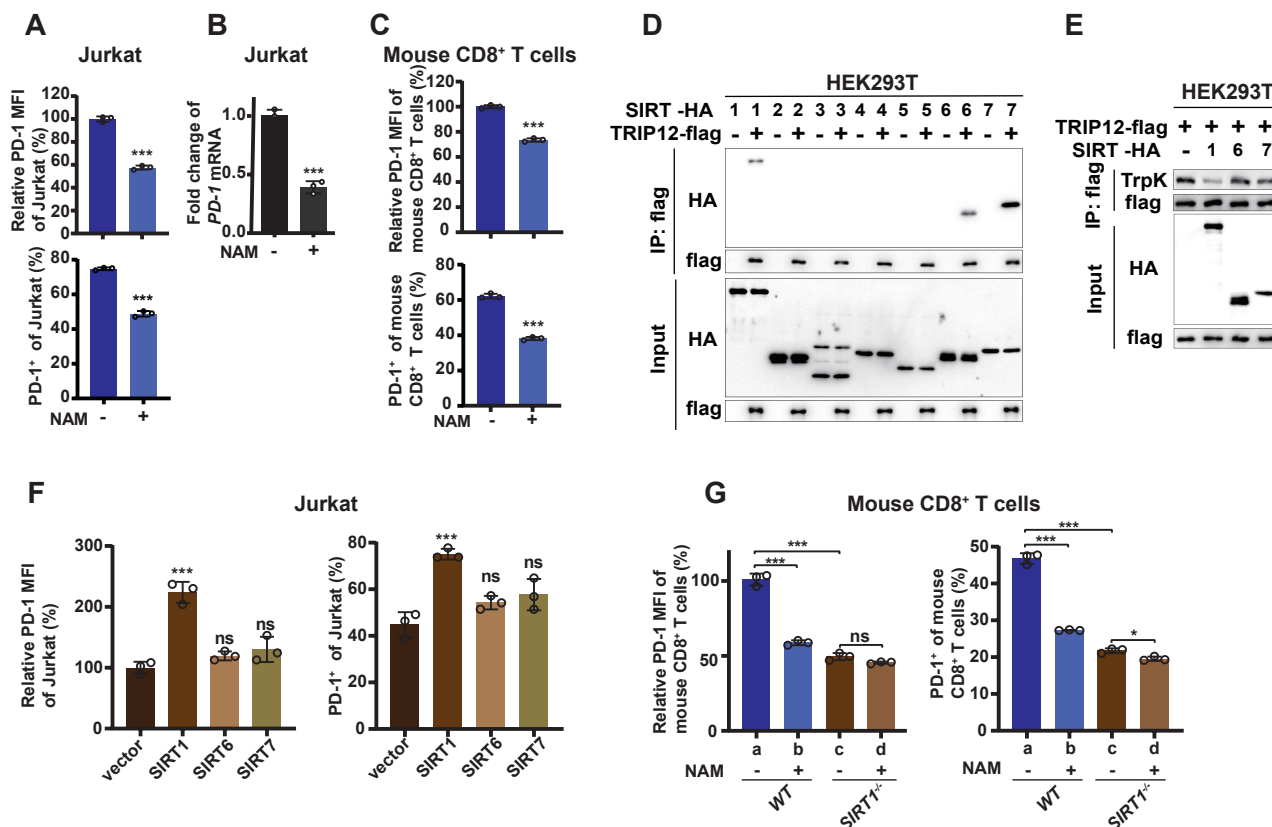 A
Jurkat
Relative PD-1 MFI
of Jurkat (%)
120
100
80
60
40
20
0
***
PD-1⁺ of Jurkat (%)
80
60
40
20
0
***
NAM - +
B
Jurkat
Fold change of
PD-1 mRNA
1.0
0.5
0.0
***
NAM - +
C
Mouse CD8⁺ T cells
Relative PD-1 MFI of
mouse CD8⁺ T cells (%)
120
100
80
60
40
20
0
***
PD-1⁺ of mouse
CD8⁺ T cells (%)
80
60
40
20
0
***
NAM - +
D
HEK293T
SIRT -HA 1 1 2 2 3 3 4 4 5 5 6 6 7 7
TRIP12-flag - + - + - + - + - + - + - +
IP: flag
HA
flag
Input
HA
flag
E
HEK293T
TRIP12-flag + + + +
SIRT -HA - 1 6 7
IP: flag
TrpK
flag
Input
HA
flag
F
Jurkat
Relative PD-1 MFI
of Jurkat (%)
300
200
100
0
*** ns ns
vector SIRT1 SIRT6 SIRT7
PD-1⁺ of Jurkat (%)
80
60
40
20
0
*** ns ns
vector SIRT1 SIRT6 SIRT7
G
Mouse CD8⁺ T cells
Relative PD-1 MFI of
mouse CD8⁺ T cells (%)
100
50
0
***
***
ns
a b c d
NAM - + - +
WT SIRT1⁻/⁻
PD-1⁺ of mouse
CD8⁺ T cells (%)
50
40
30
20
10
0
***
***
*
a b c d
NAM - + - +
WT SIRT1⁻/⁻